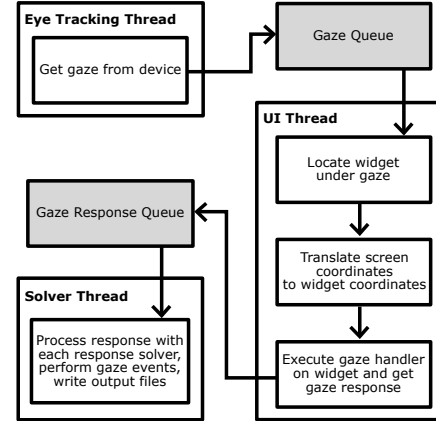 Eye Tracking Thread
Get gaze from device
Gaze Queue
UI Thread
Locate widget
under gaze
Translate screen
coordinates
to widget coordinates
Execute gaze handler
on widget and get
gaze response
Gaze Response Queue
Solver Thread
Process response with
each response solver,
perform gaze events,
write output files